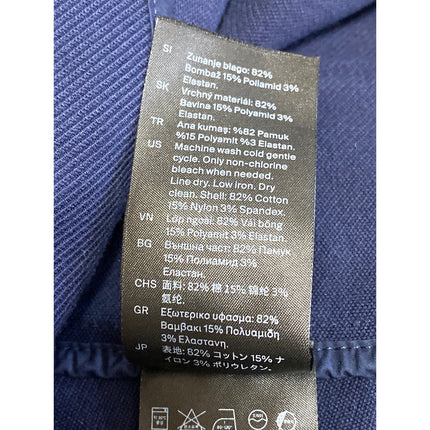 SI Zunanje blago: 82%
Bombaž 15% Poliamid 3%
Elastan.
SK Vrchný materiál: 82%
Bavlna 15% Polyamid 3%
Elastan.
TR Ana kumaş: %82 Pamuk
%15 Polyamit %3 Elastan.
US Machine wash cold gentle
cycle. Only non-chlorine
bleach when needed.
Line dry. Low iron. Dry
clean. Shell: 82% Cotton
15% Nylon 3% Spandex.
VN Lớp ngoài: 82% Vải bông
15% Polyamit 3% Elastan.
BG Външна част: 82% Памук
15% Полиамид 3%
Еластан.
CHS 面料: 82% 棉 15% 锦纶 3%
氨纶.
GR Εξωτερικο υφασμα: 82%
Βαμβακι 15% Πολυαμιδη
3% Ελαστανη.
JP 表地: 82% コットン 15% ナ
イロン 3% ポリウレタン.